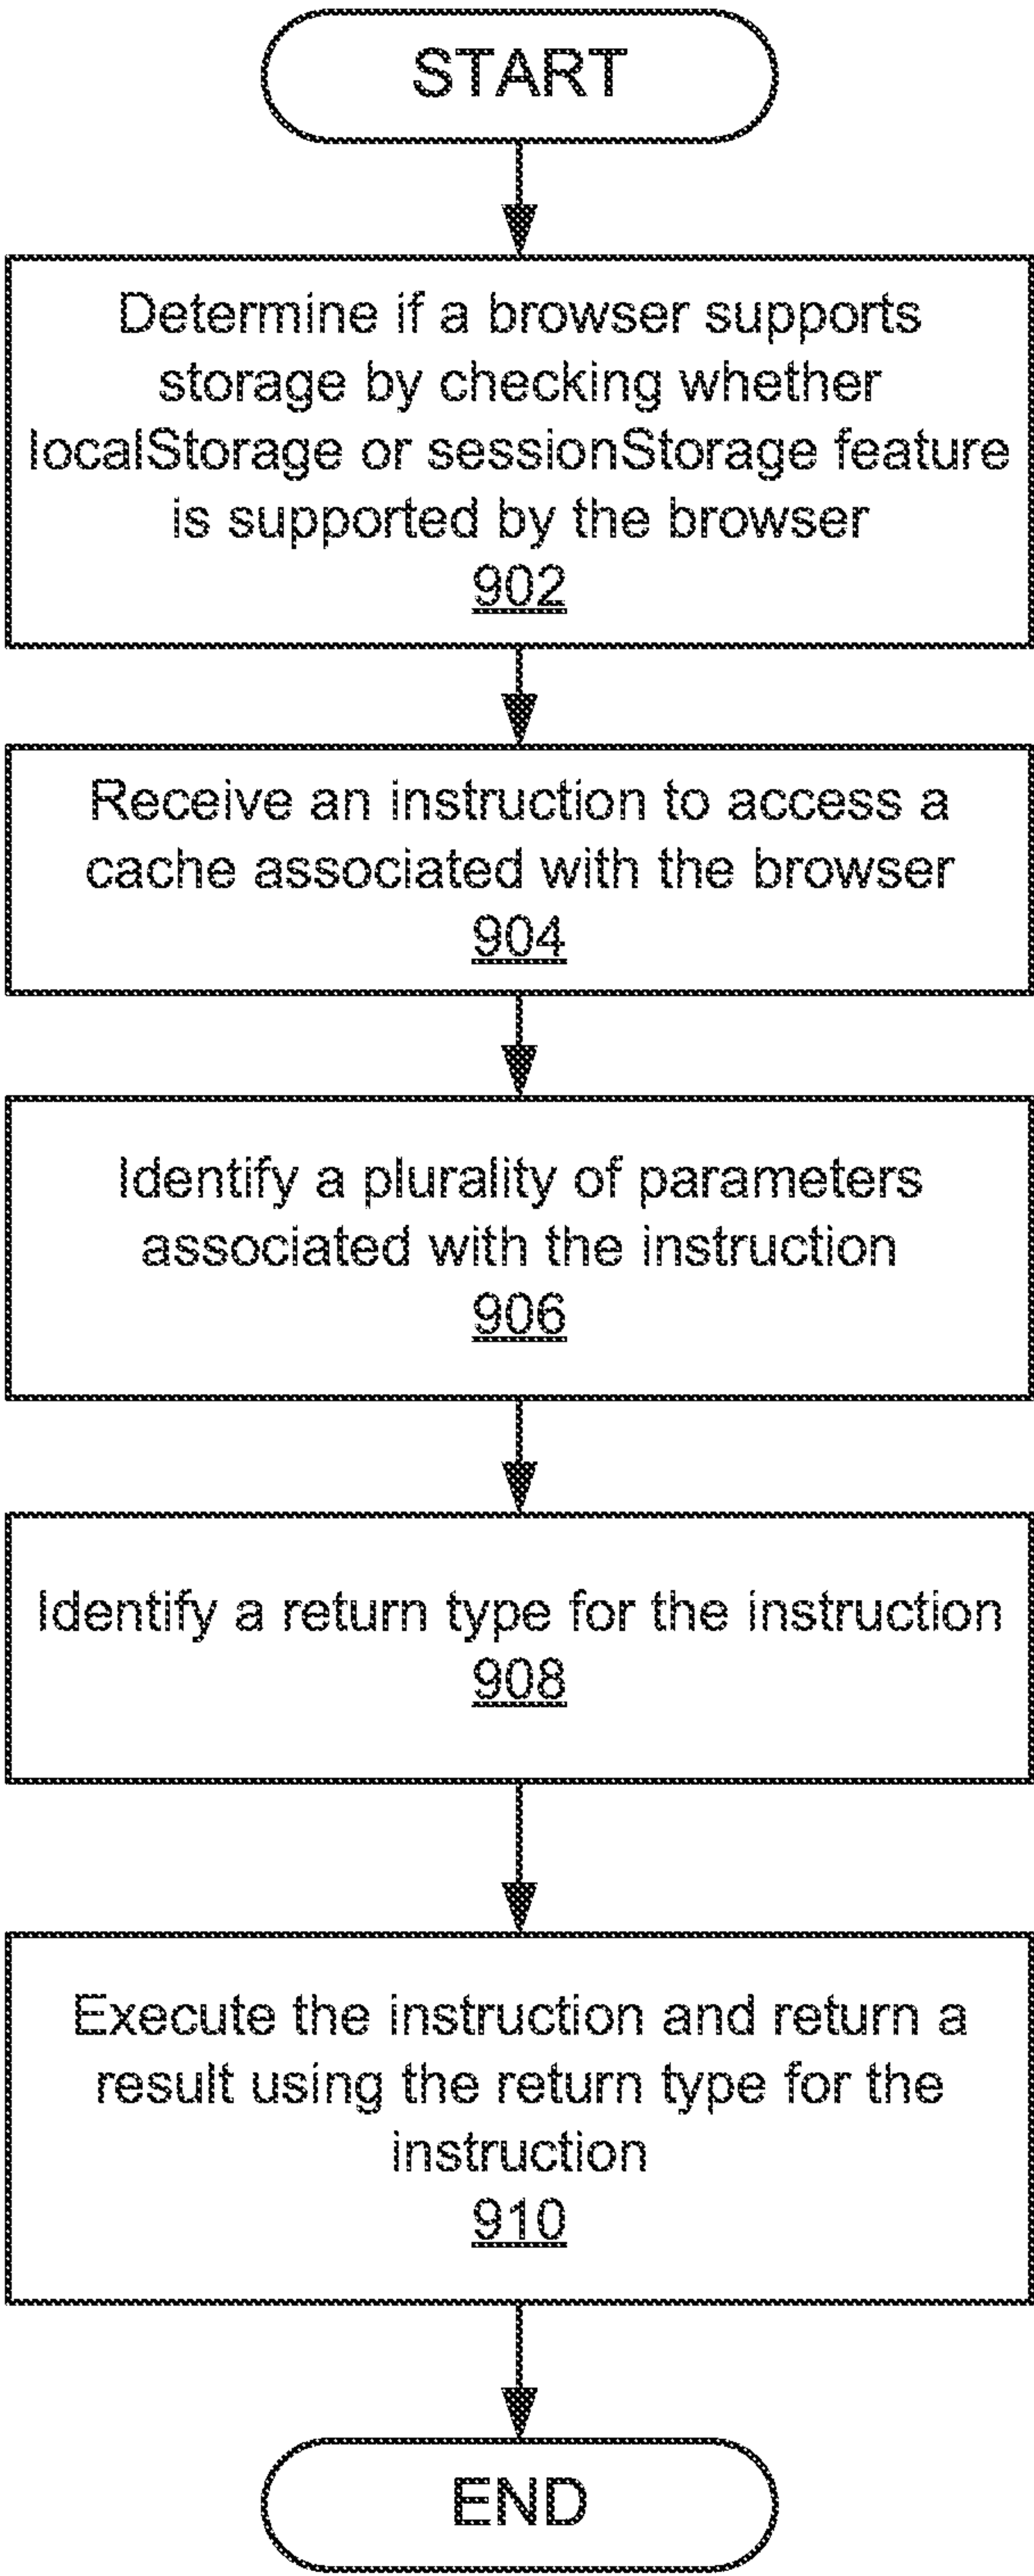 START
Determine if a browser supports
storage by checking whether
localStorage or sessionStorage feature
is supported by the browser
902
Receive an instruction to access a
cache associated with the browser
904
Identify a plurality of parameters
associated with the instruction
906
Identify a return type for the instruction
908
Execute the instruction and return a
result using the return type for the
instruction
910
END